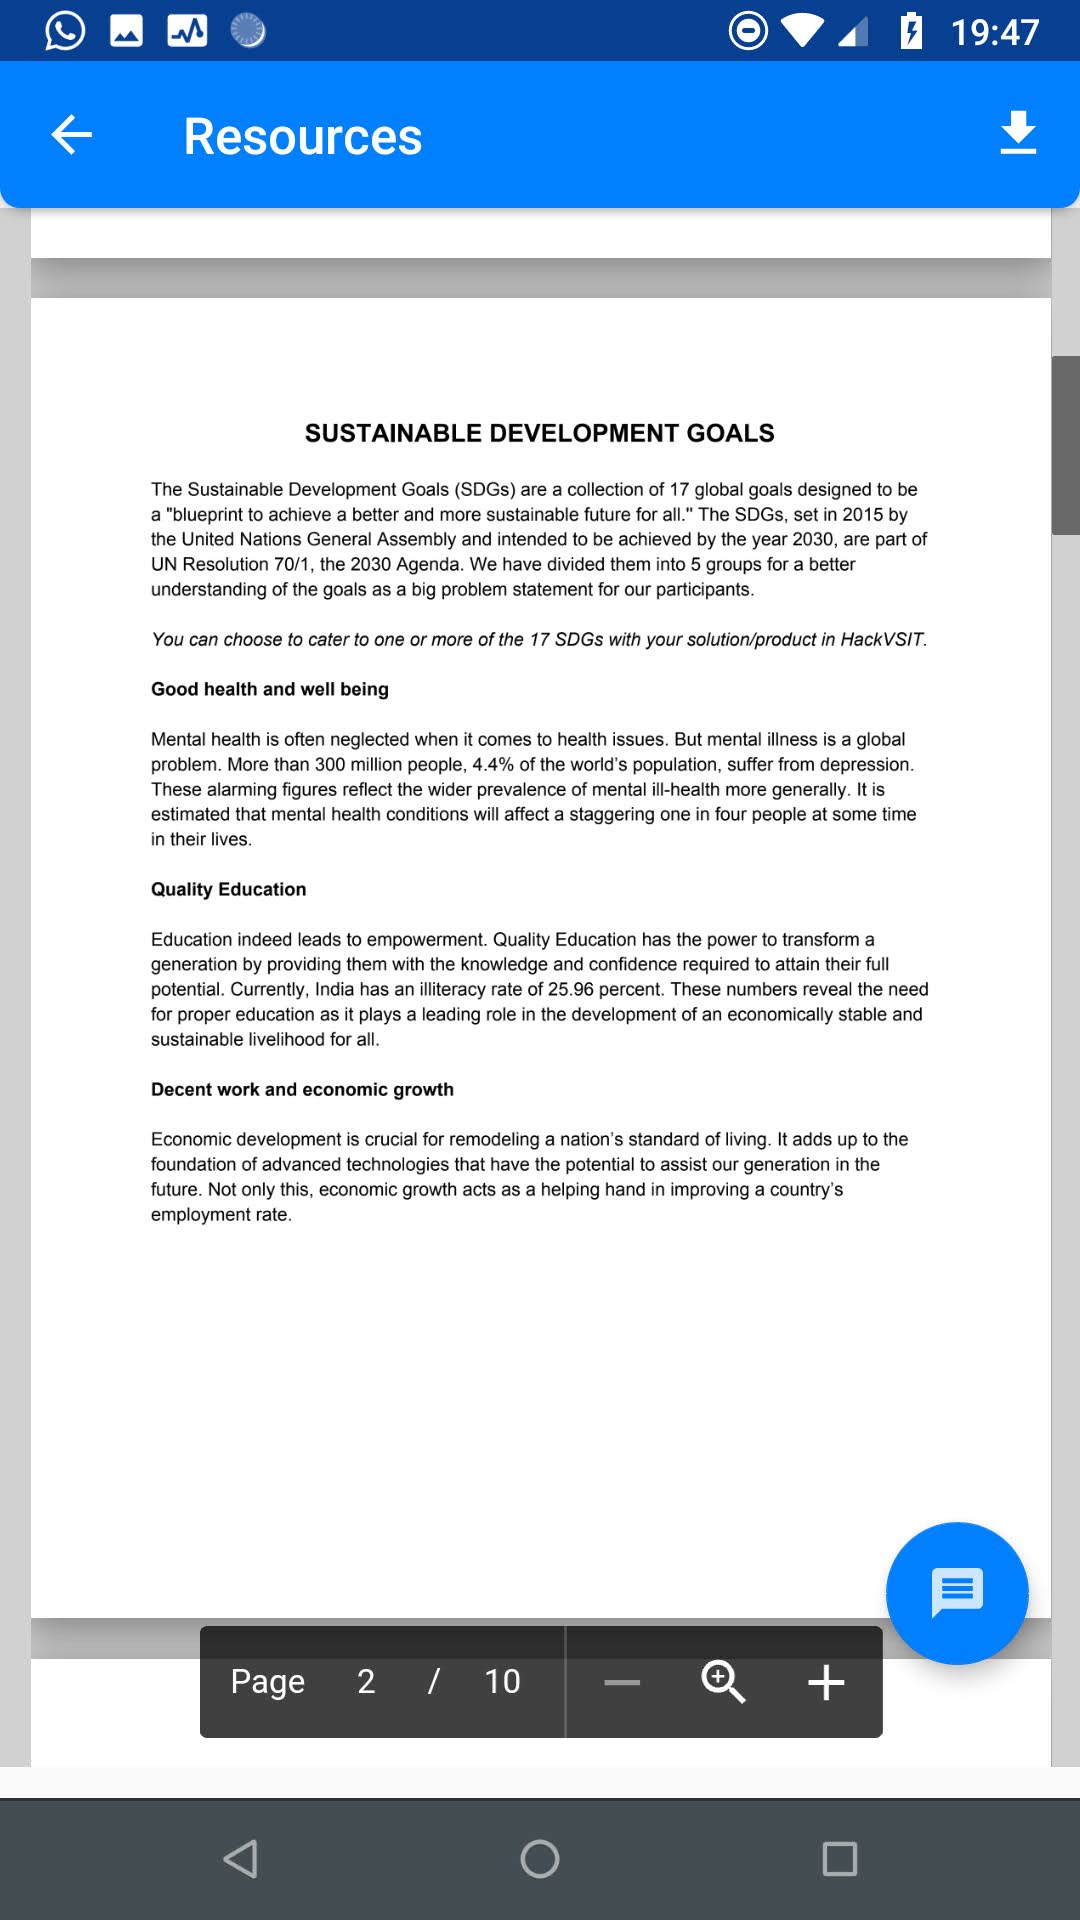 19:47
Resources
SUSTAINABLE DEVELOPMENT GOALS
The Sustainable Development Goals (SDGs) are a collection of 17 global goals designed to be
a "blueprint to achieve a better and more sustainable future for all." The SDGs, set in 2015 by
the United Nations General Assembly and intended to be achieved by the year 2030, are part of
UN Resolution 70/1, the 2030 Agenda. We have divided them into 5 groups for a better
understanding of the goals as a big problem statement for our participants.
You can choose to cater to one or more of the 17 SDGs with your solution/product in HackVSIT.
Good health and well being
Mental health is often neglected when it comes to health issues. But mental illness is a global
problem. More than 300 million people, 4.4% of the world's population, suffer from depression.
These alarming figures reflect the wider prevalence of mental ill-health more generally. It is
estimated that mental health conditions will affect a staggering one in four people at some time
in their lives.
Quality Education
Education indeed leads to empowerment. Quality Education has the power to transform a
generation by providing them with the knowledge and confidence required to attain their full
potential. Currently, India has an illiteracy rate of 25.96 percent. These numbers reveal the need
for proper education as it plays a leading role in the development of an economically stable and
sustainable livelihood for all.
Decent work and economic growth
Economic development is crucial for remodeling a nation's standard of living. It adds up to the
foundation of advanced technologies that have the potential to assist our generation in the
future. Not only this, economic growth acts as a helping hand in improving a country's
employment rate.
Page 2 / 10